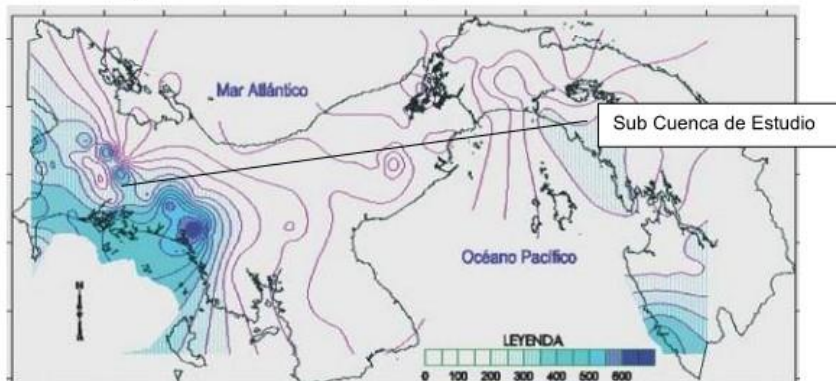 Mar Atlántico
Sub Cuenca de Estudio
Océano Pacífico
N
LEYENDA
0 100 200 300 400 500 600